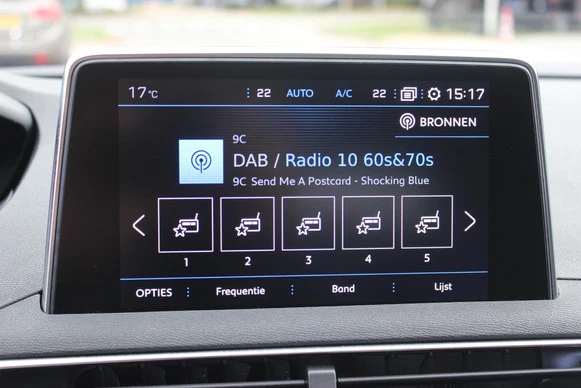 17°C 22 AUTO A/C 22 15:17
BRONNEN
9C
DAB / Radio 10 60s&70s
9C Send Me A Postcard - Shocking Blue
1 2 3 4 5
OPTIES Frequentie Band Lijst